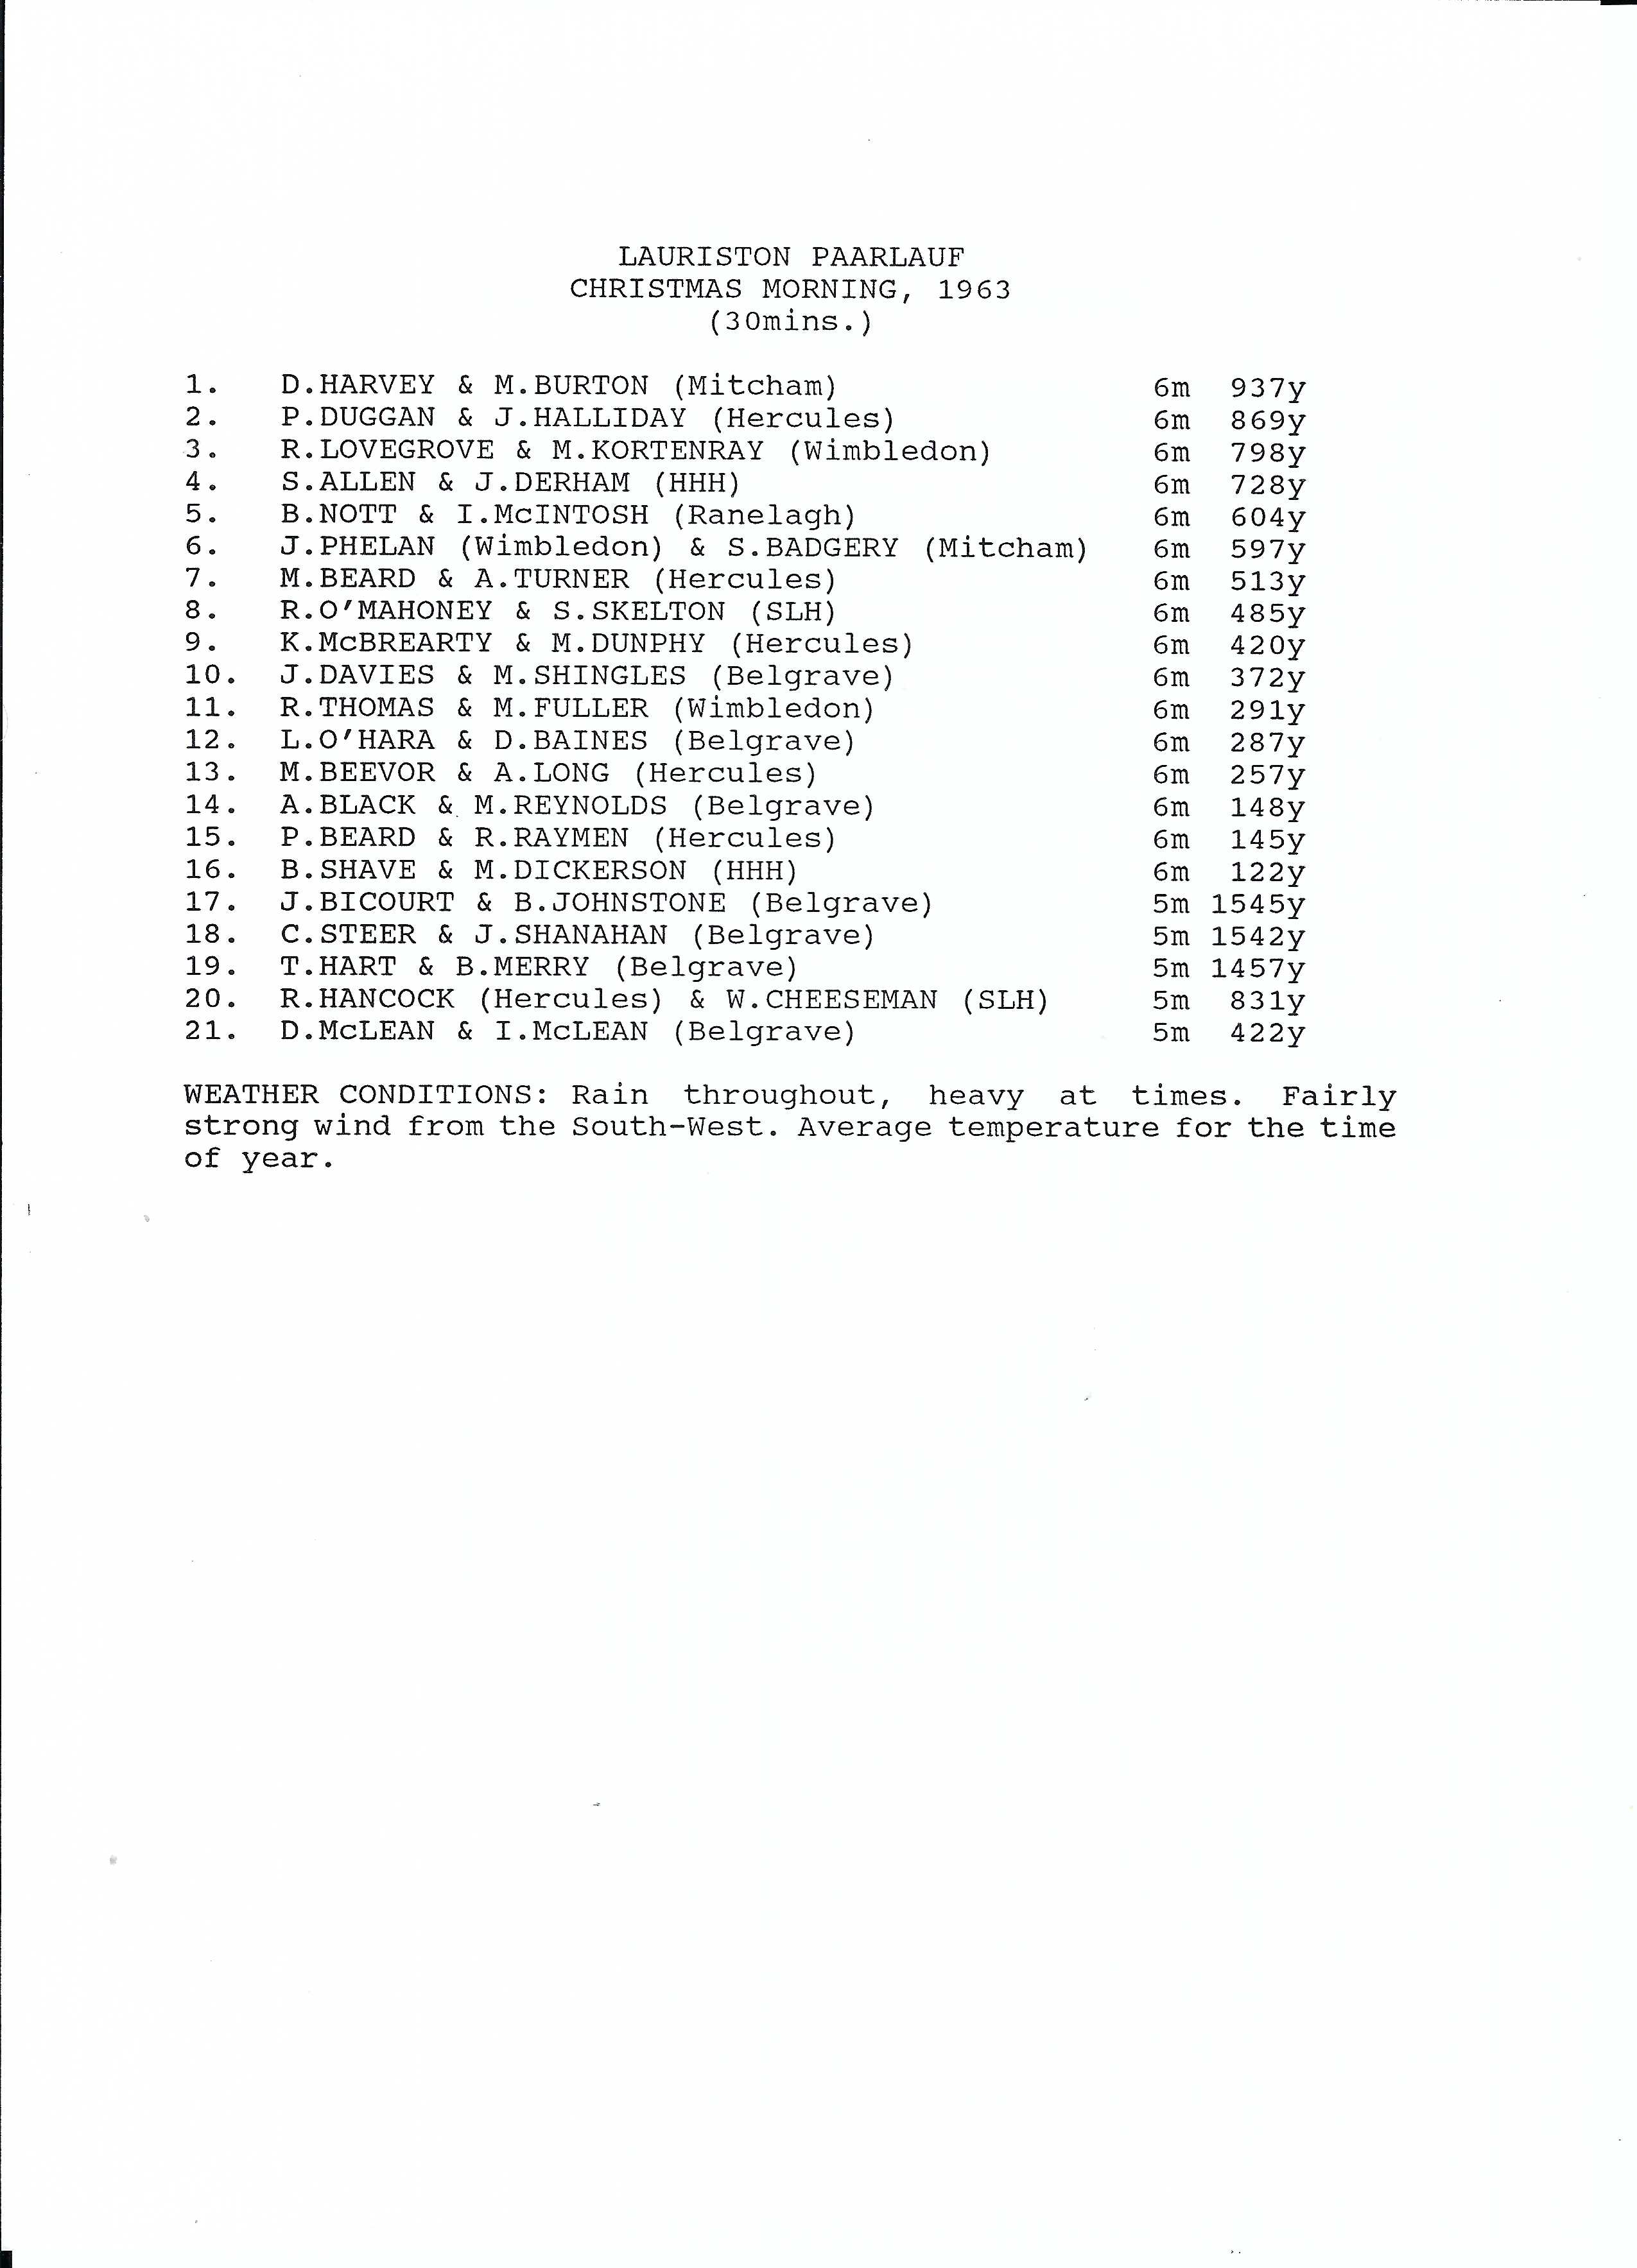 LAURISTON PAARLAUF
CHRISTMAS MORNING, 1963
(30mins.)
1. D.HARVEY & M.BURTON (Mitcham) 6m 937y
2. P.DUGGAN & J.HALLIDAY (Hercules) 6m 869y
3. R.LOVEGROVE & M.KORTENRAY (Wimbledon) 6m 798y
4. S.ALLEN & J.DERHAM (HHH) 6m 728y
5. B.NOTT & I.McINTOSH (Ranelagh) 6m 604y
6. J.PHELAN (Wimbledon) & S.BADGERY (Mitcham) 6m 597y
7. M.BEARD & A.TURNER (Hercules) 6m 513y
8. R.O'MAHONEY & S.SKELTON (SLH) 6m 485y
9. K.McBREARTY & M.DUNPHY (Hercules) 6m 420y
10. J.DAVIES & M.SHINGLES (Belgrave) 6m 372y
11. R.THOMAS & M.FULLER (Wimbledon) 6m 291y
12. L.O'HARA & D.BAINES (Belgrave) 6m 287y
13. M.BEEVOR & A.LONG (Hercules) 6m 257y
14. A.BLACK & M.REYNOLDS (Belgrave) 6m 148y
15. P.BEARD & R.RAYMEN (Hercules) 6m 145y
16. B.SHAVE & M.DICKERSON (HHH) 6m 122y
17. J.BICOURT & B.JOHNSTONE (Belgrave) 5m 1545y
18. C.STEER & J.SHANAHAN (Belgrave) 5m 1542y
19. T.HART & B.MERRY (Belgrave) 5m 1457y
20. R.HANCOCK (Hercules) & W.CHEESEMAN (SLH) 5m 831y
21. D.McLEAN & I.McLEAN (Belgrave) 5m 422y
WEATHER CONDITIONS: Rain throughout, heavy at times. Fairly
strong wind from the South-West. Average temperature for the time
of year.